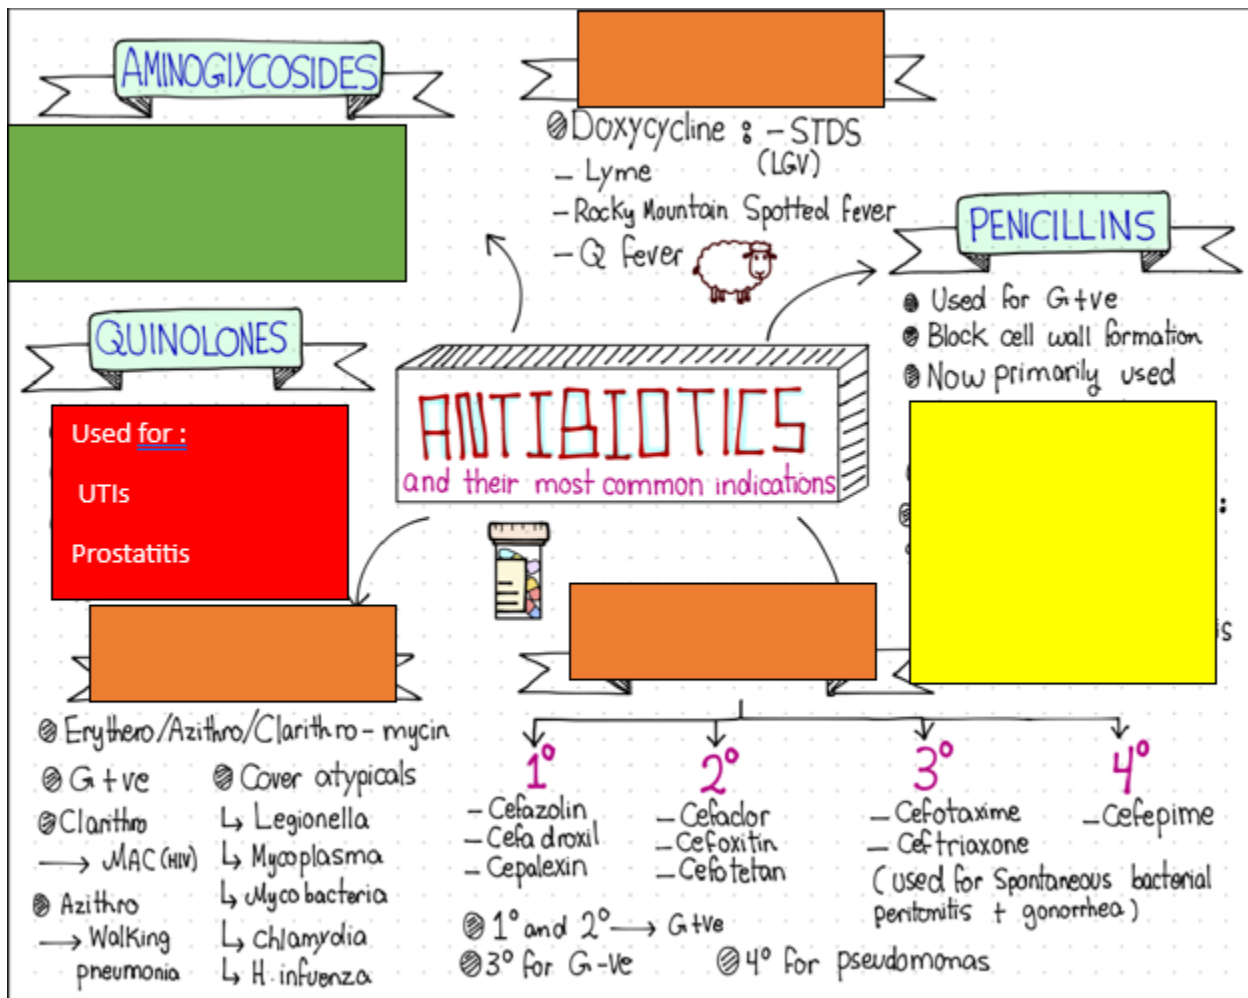 AMINOGLYCOSIDES
Doxycycline : – STDS
(LGV)
– Lyme
– Rocky Mountain Spotted fever
– Q fever
PENICILLINS
Used for G+ve
Block cell wall formation
Now primarily used
:
is
QUINOLONES
Used for :
UTIs
Prostatitis
ANTIBIOTICS
and their most common indications
Erythero/Azithro/Clarithro-mycin
G+ve
Clarithro
→ MAC (HIV)
Azithro
→ Walking
pneumonia
Cover atypicals
↳ Legionella
↳ Mycoplasma
↳ Mycobacteria
↳ Chlamydia
↳ H.infuenza
1°
– Cefazolin
– Cefadroxil
– Cepalexin
2°
– Cefaclor
– Cefoxitin
– Cefotetan
3°
– Cefotaxime
– Ceftriaxone
(used for Spontaneous bacterial
peritonitis + gonorrhea)
4°
– Cefepime
1° and 2° → G+ve
3° for G-ve
4° for pseudomonas